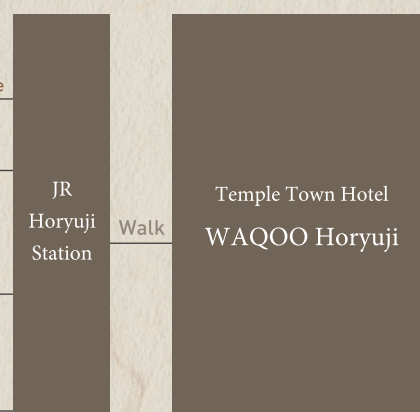 JR
Horyuji
Station
Walk
Temple Town Hotel
WAQOO Horyuji